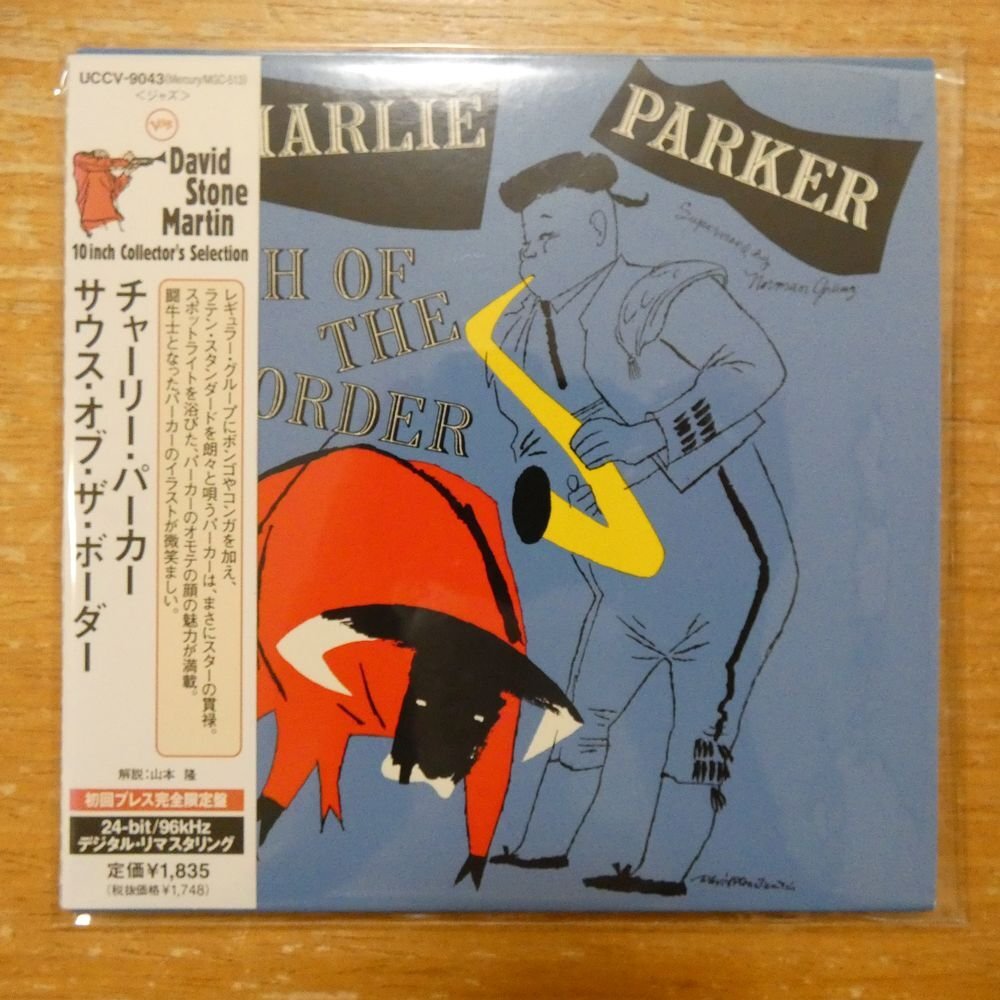 UCCV-9043(Mercury/MGC-513)
<ジャズ>
Verve
David
Stone
Martin
10inch Collector's Selection
チャーリー・パーカー
サウス・オブ・ザ・ボーダー
レギュラー・グループにボンゴやコンガを加え、
ラテン・スタンダードを朗々と唄うパーカーは、まさにスターの貫禄。
スポットライトを浴びた、パーカーのオモテの顔の魅力が満載。
闘牛士となったパーカーのイラストが微笑ましい。
解説:山本 隆
初回プレス完全限定盤
24-bit/96kHz
デジタル・リマスタリング
定価¥1,835
(税抜価格¥1,748)
HARLIE
PARKER
H OF
THE
ORDER
Supervised by
Norman Granz